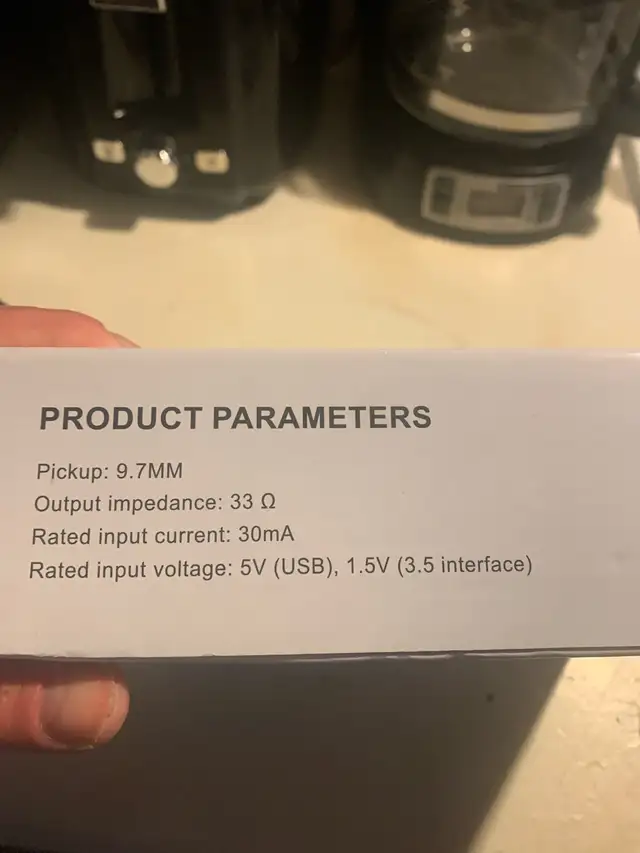 PRODUCT PARAMETERS
Pickup: 9.7MM
Output impedance: 33 Ω
Rated input current: 30mA
Rated input voltage: 5V (USB), 1.5V (3.5 interface)